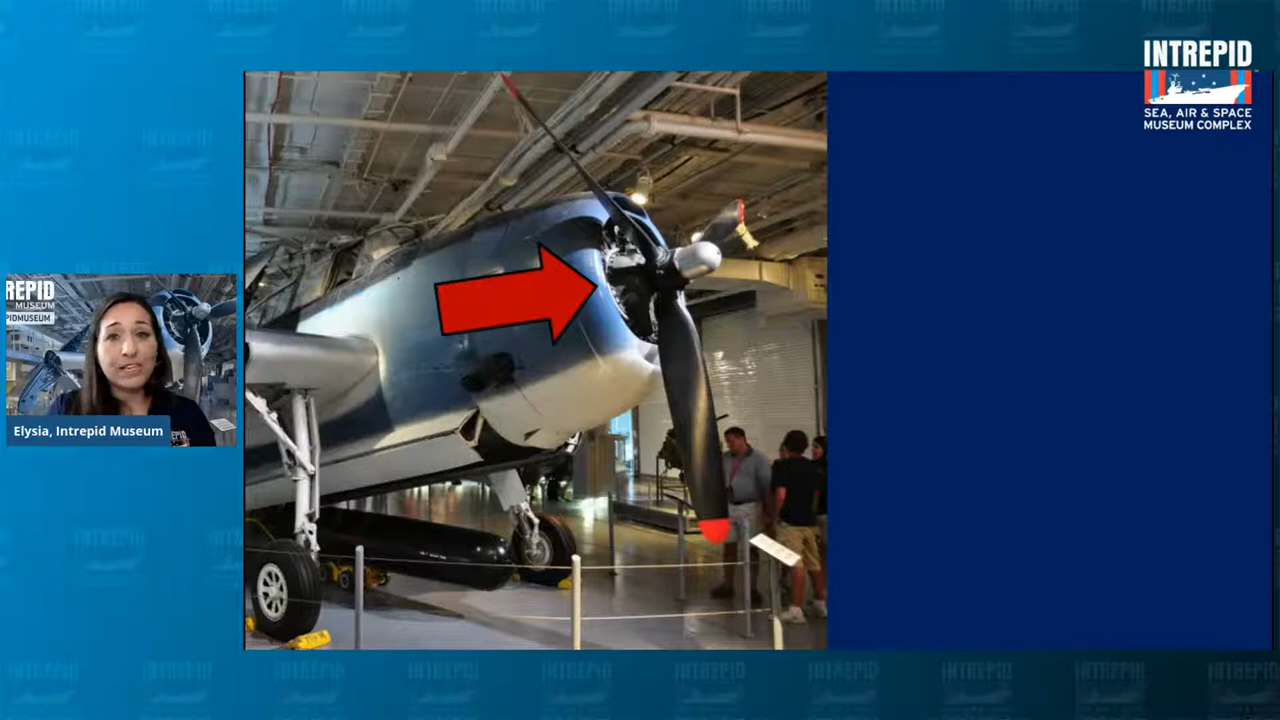 INTREPID
SEA, AIR & SPACE
MUSEUM COMPLEX
REPID
MUSEUM
PIDMUSEUM
Elysia, Intrepid Museum